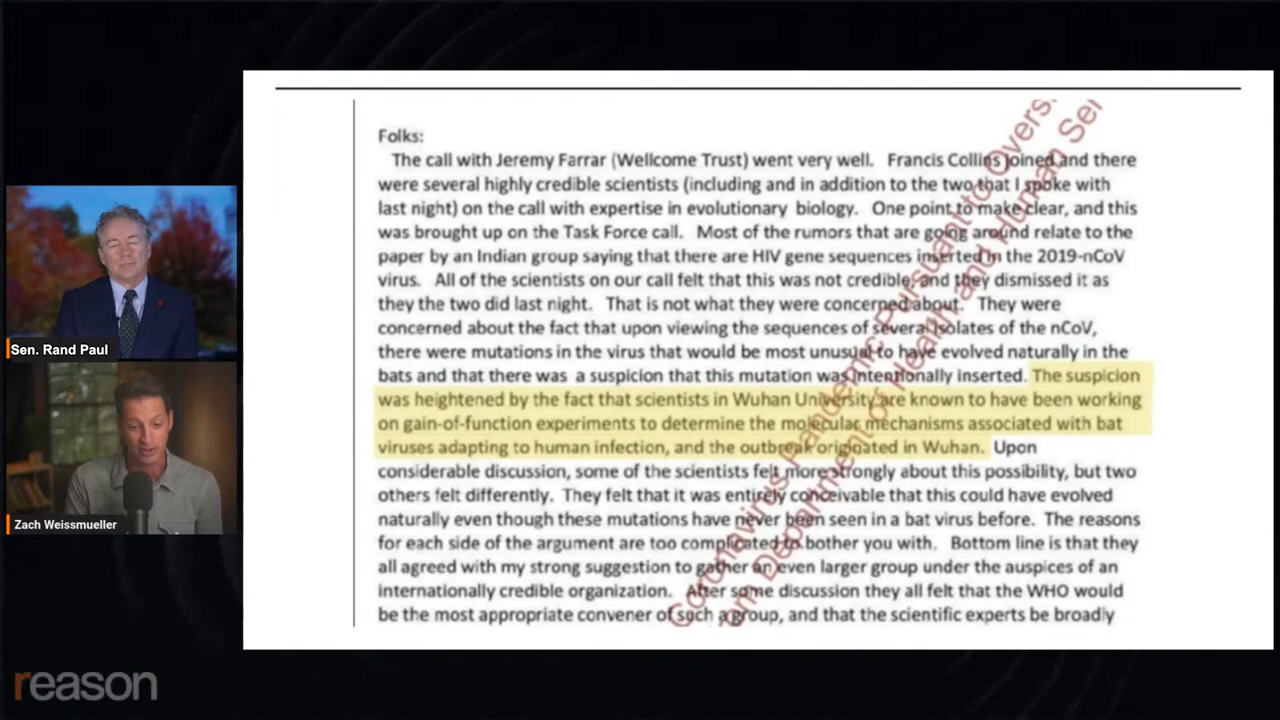 Folks:
The call with Jeremy Farrar (Wellcome Trust) went very well. Francis Collins joined and there
were several highly credible scientists (including and in addition to the two that I spoke with
last night) on the call with expertise in evolutionary biology. One point to make clear, and this
was brought up on the Task Force call. Most of the rumors that are going around relate to the
paper by an Indian group saying that there are HIV gene sequences inserted in the 2019-nCoV
virus. All of the scientists on our call felt that this was not credible, and they dismissed it as
they the two did last night. That is not what they were concerned about. They were
concerned about the fact that upon viewing the sequences of several isolates of the nCoV,
there were mutations in the virus that would be most unusual to have evolved naturally in the
bats and that there was a suspicion that this mutation was intentionally inserted. The suspicion
was heightened by the fact that scientists in Wuhan University are known to have been working
on gain-of-function experiments to determine the molecular mechanisms associated with bat
viruses adapting to human infection, and the outbreak originated in Wuhan. Upon
considerable discussion, some of the scientists felt more strongly about this possibility, but two
others felt differently. They felt that it was entirely conceivable that this could have evolved
naturally even though these mutations have never been seen in a bat virus before. The reasons
for each side of the argument are too complicated to bother you with. Bottom line is that they
all agreed with my strong suggestion to gather an even larger group under the auspices of an
internationally credible organization. After some discussion they all felt that the WHO would
be the most appropriate convener of such a group, and that the scientific experts be broadly
Coronavirus Pandemic Pursuant to Overs
om Department of Health and Human Ser
Sen. Rand Paul
Zach Weissmueller
reason